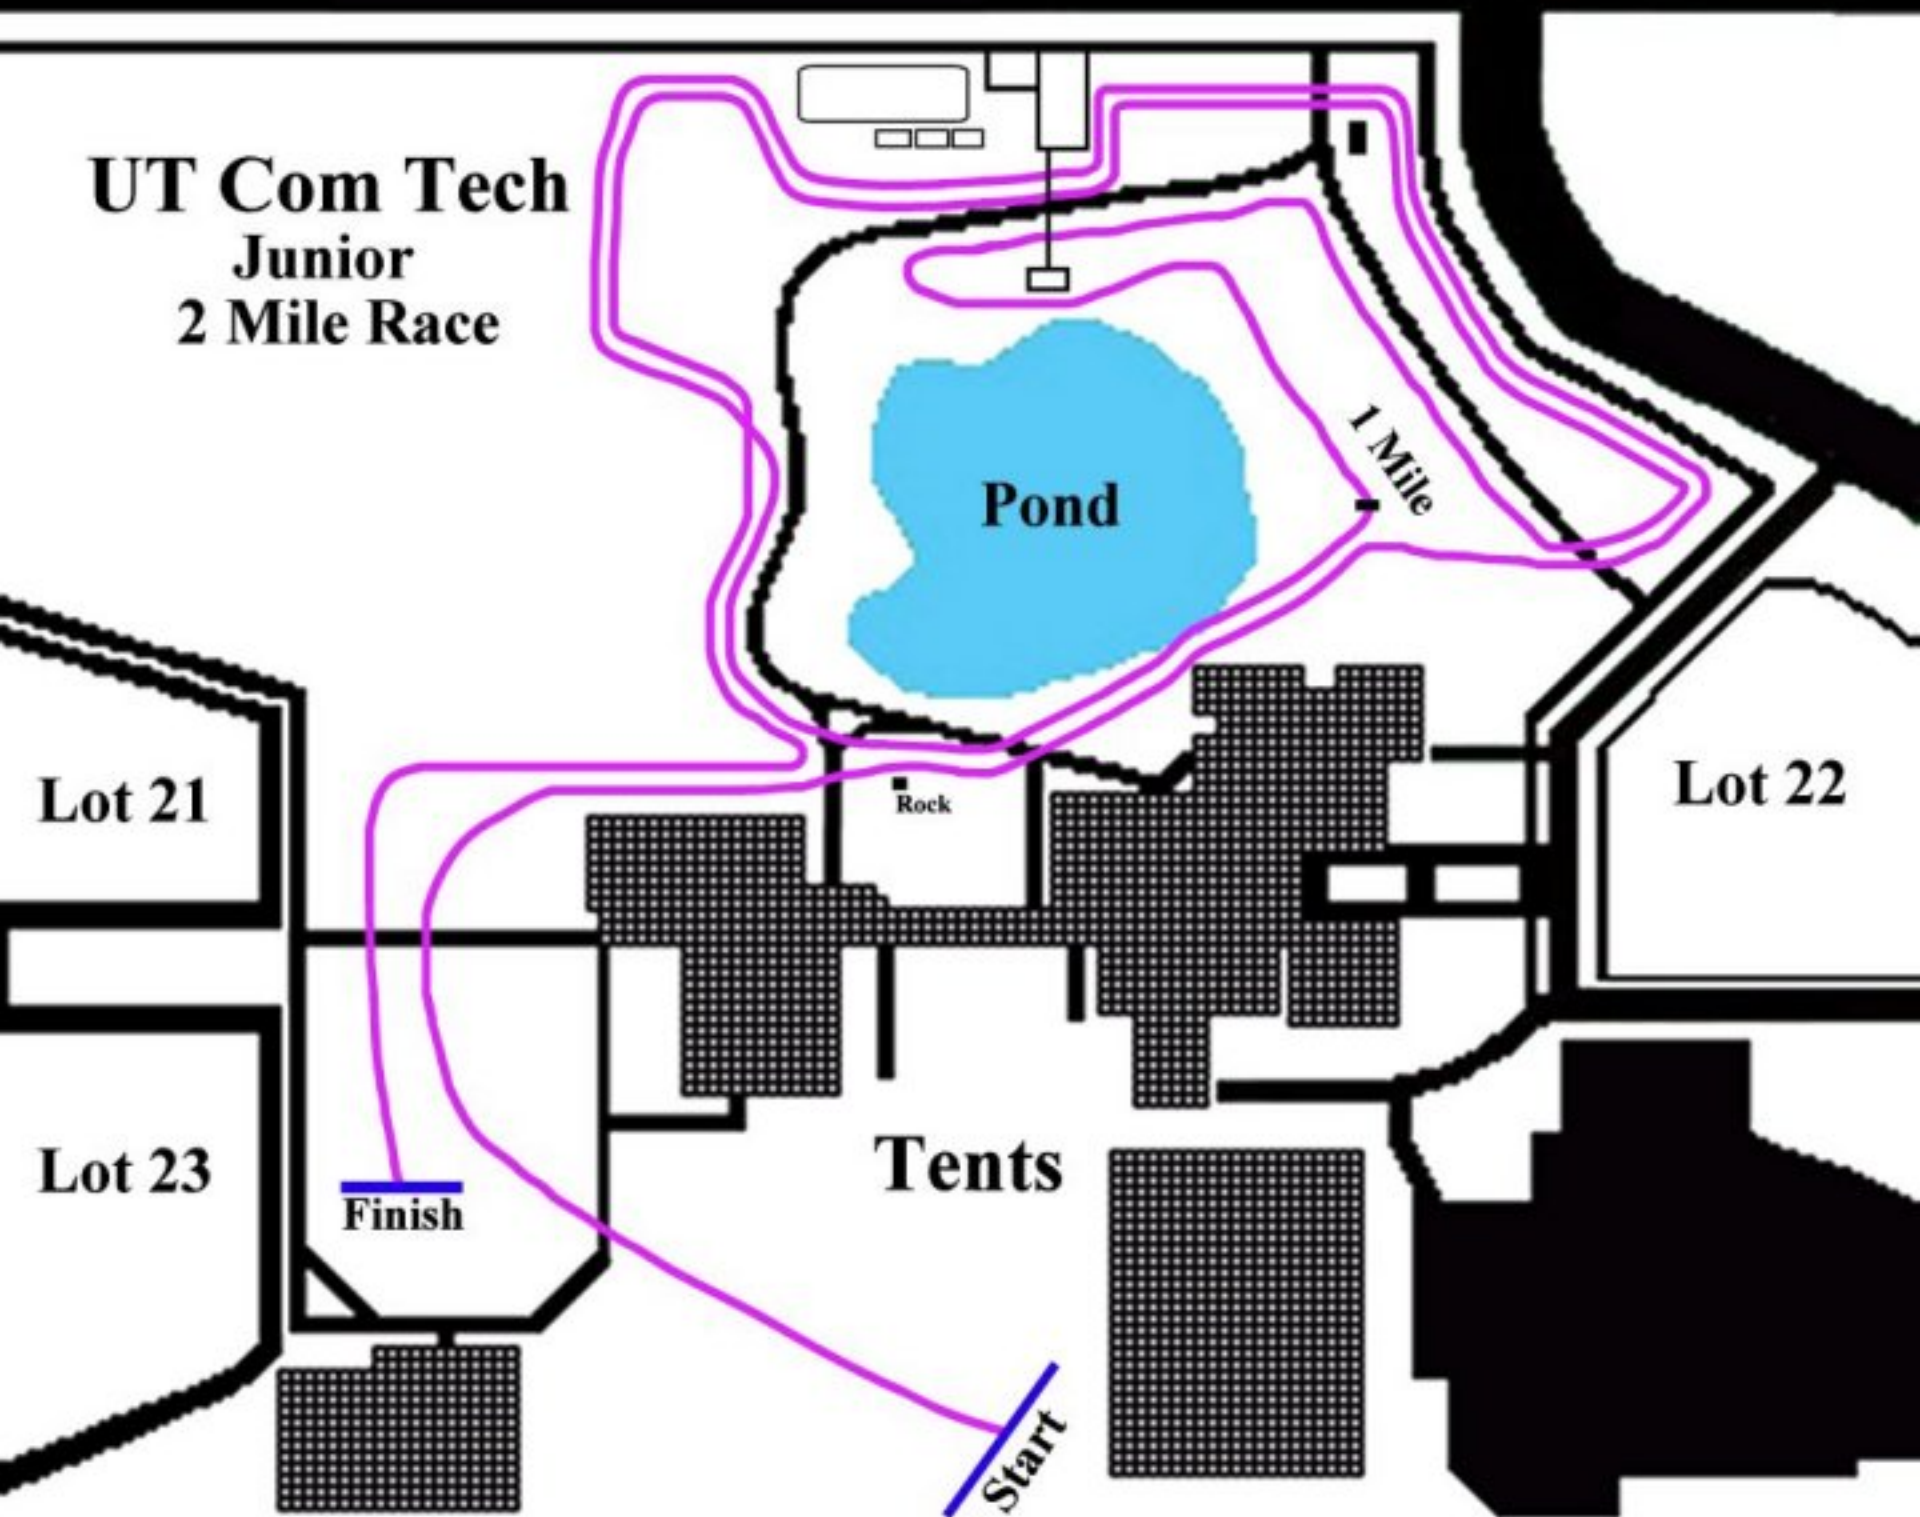 UT Com Tech
Junior
2 Mile Race
1 Mile
Pond
Lot 21
Rock
Lot 22
Lot 23
Tents
Finish
Start